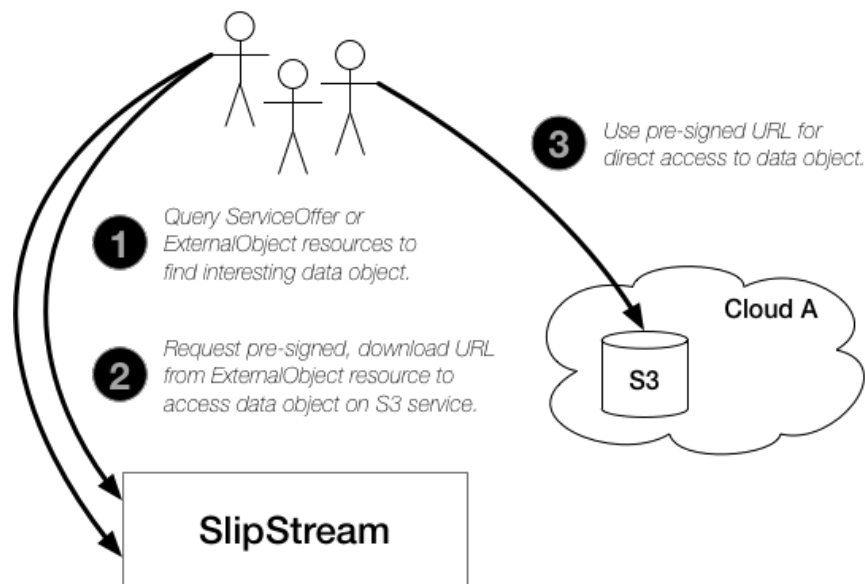 3
Use pre-signed URL for
direct access to data object.
1
Query ServiceOffer or
ExternalObject resources to
find interesting data object.
Cloud A
S3
2
Request pre-signed, download URL
from ExternalObject resource to
access data object on S3 service.
SlipStream